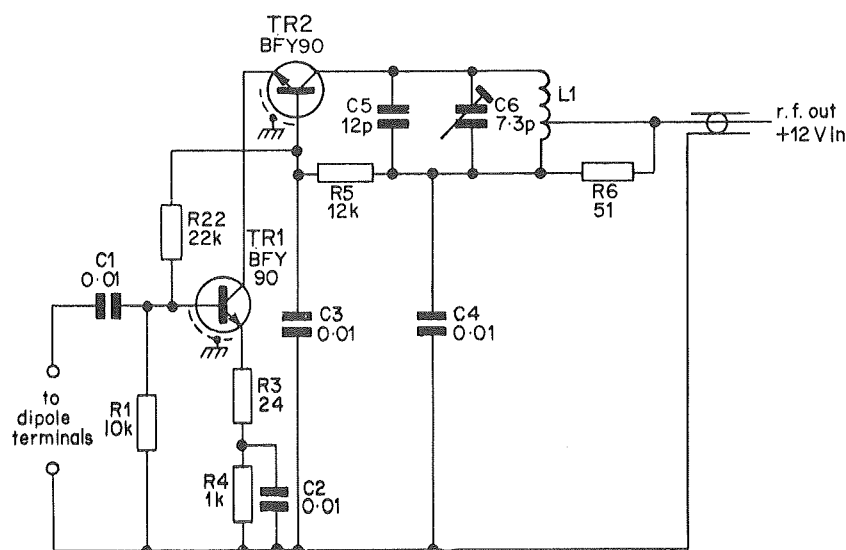 TR2
BFY90
C5
12p
C6
7·3p
L1
r.f. out
+12V in
R5
12k
R6
51
R22
22k
TR1
BFY
90
C1
0·01
C3
0·01
C4
0·01
to
dipole
terminals
R1
10k
R3
24
R4
1k
C2
0·01